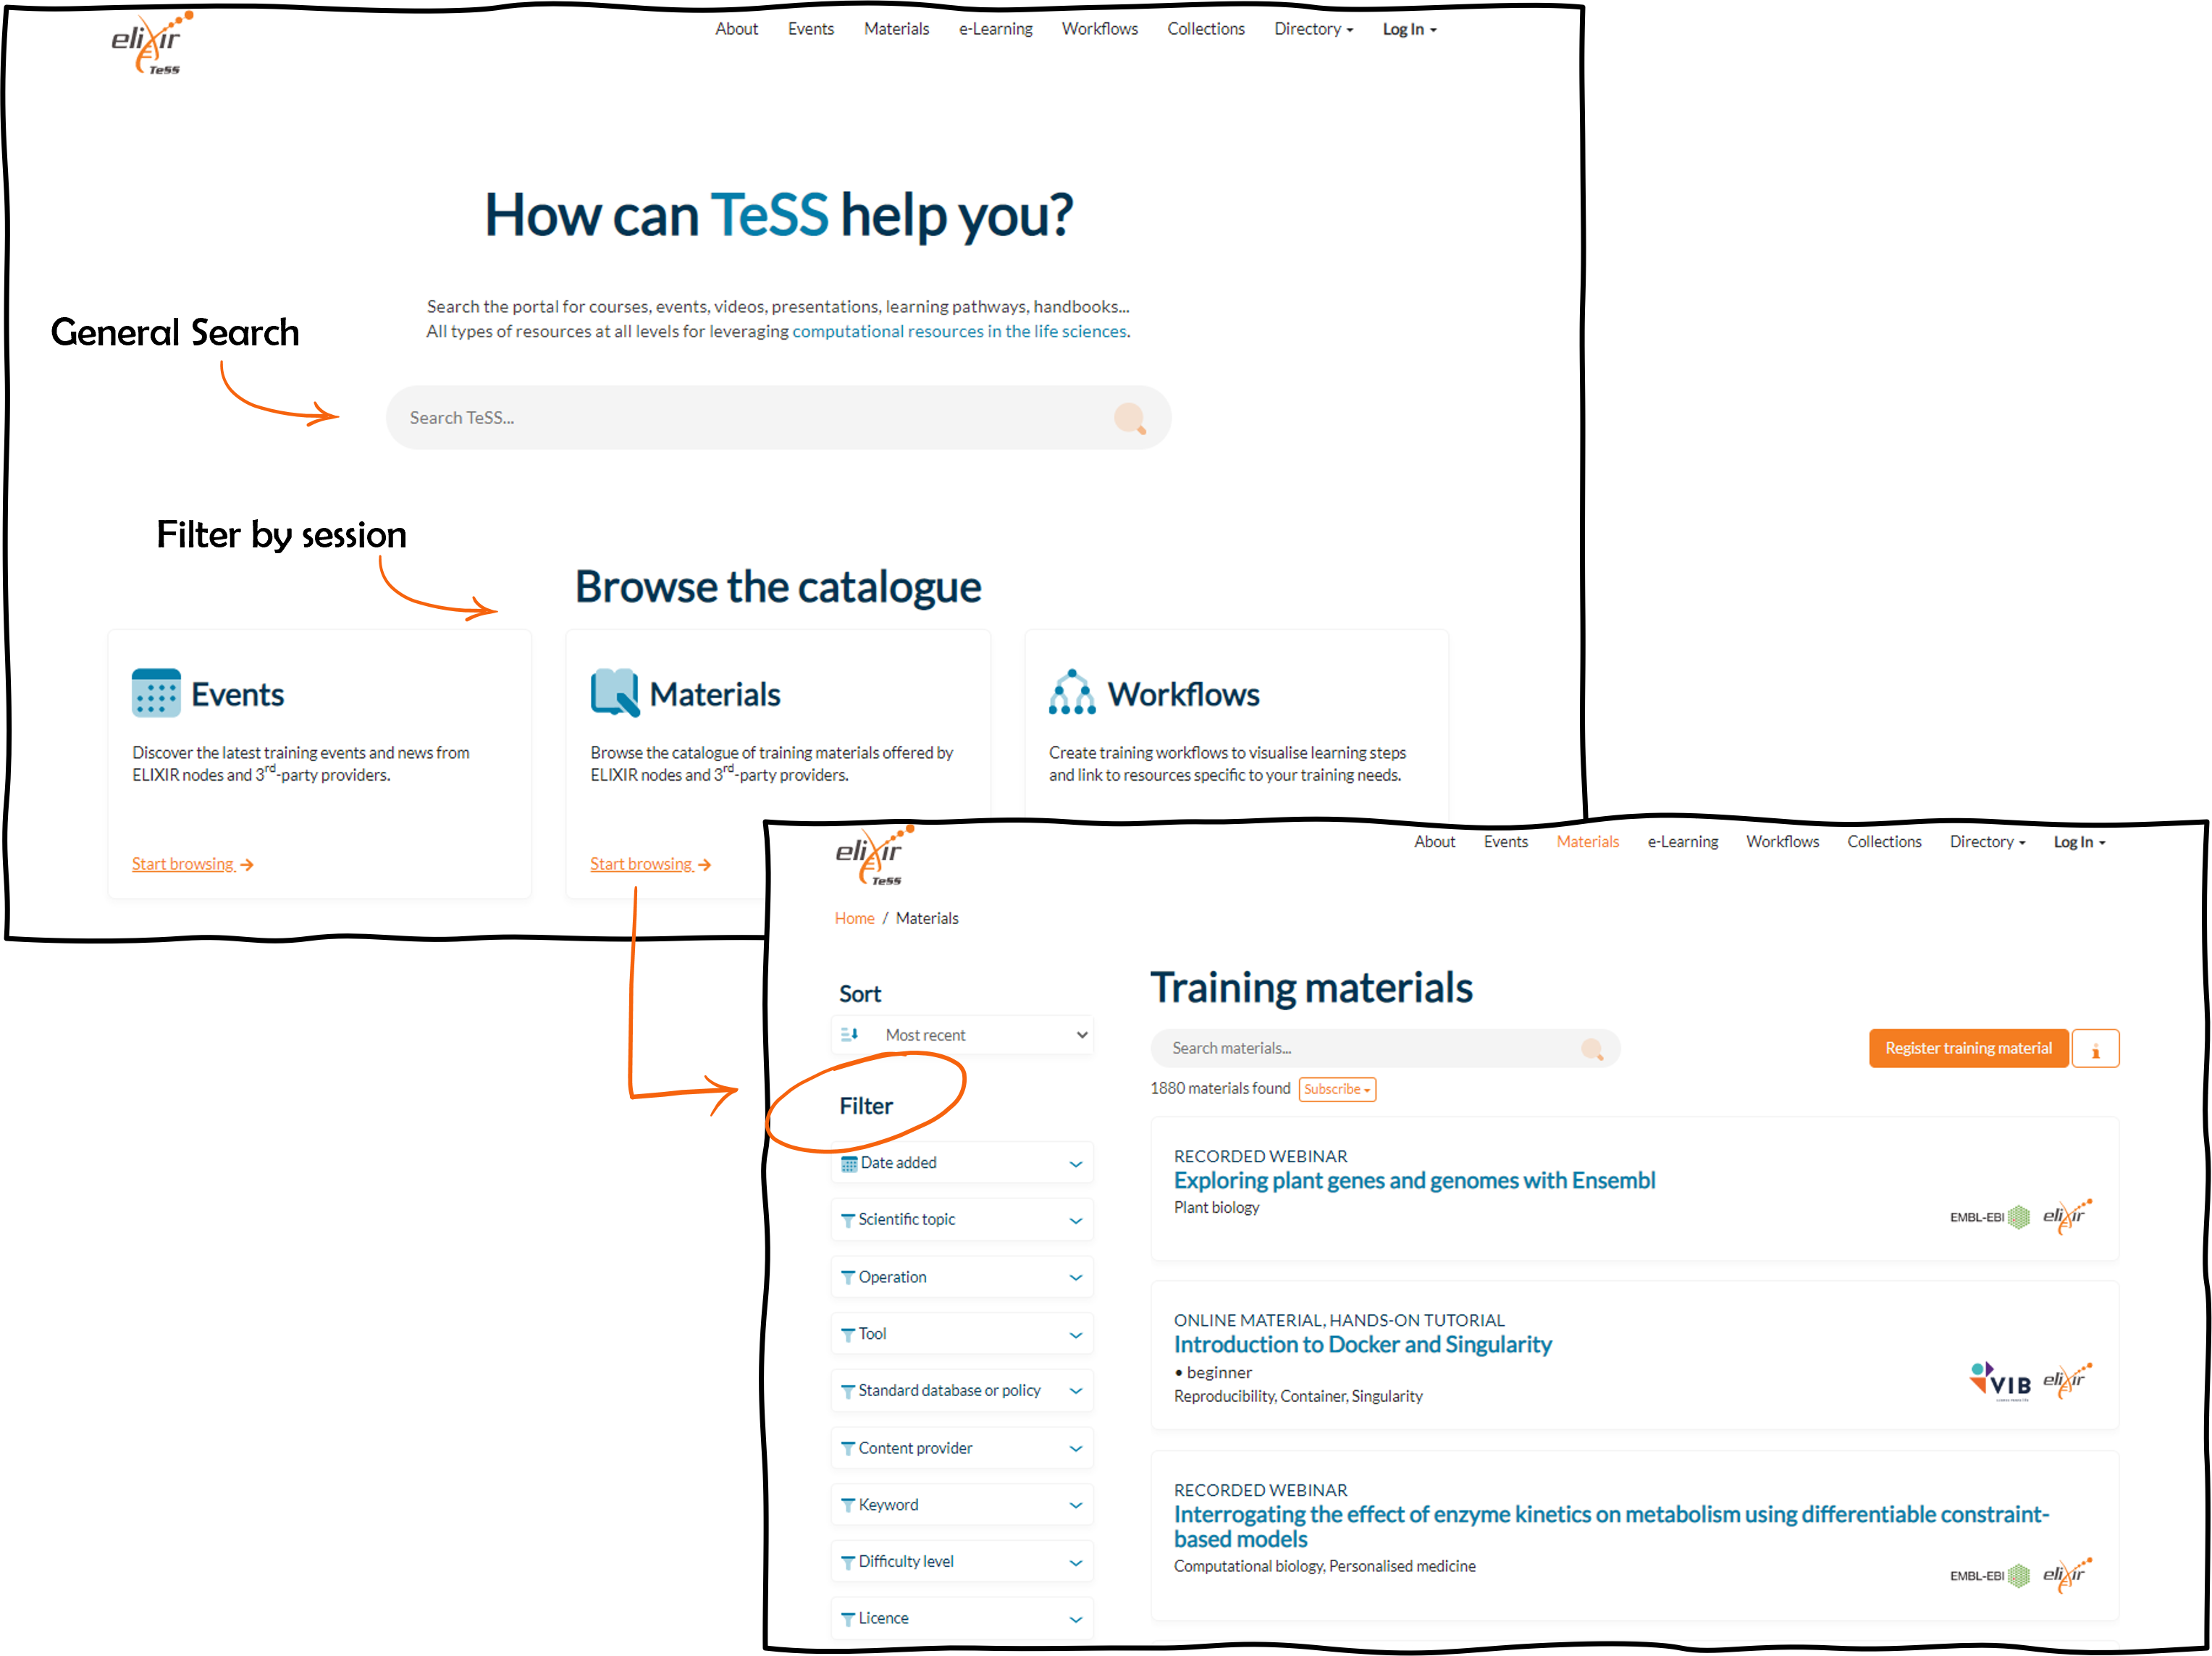 elixir
TeSS
About Events Materials e-Learning Workflows Collections Directory Log In
How can TeSS help you?
Search the portal for courses, events, videos, presentations, learning pathways, handbooks...
All types of resources at all levels for leveraging computational resources in the life sciences.
General Search
Search TeSS...
Filter by session
Browse the catalogue
Events
Discover the latest training events and news from
ELIXIR nodes and 3rd-party providers.
Start browsing
Materials
Browse the catalogue of training materials offered by
ELIXIR nodes and 3rd-party providers.
Start browsing
Workflows
Create training workflows to visualise learning steps
and link to resources specific to your training needs.
elixir
TeSS
About Events Materials e-Learning Workflows Collections Directory Log In
Home / Materials
Sort
Most recent
Filter
Date added
Scientific topic
Operation
Tool
Standard database or policy
Content provider
Keyword
Difficulty level
Licence
Training materials
Search materials...
Register training material i
1880 materials found Subscribe
RECORDED WEBINAR
Exploring plant genes and genomes with Ensembl
Plant biology
EMBL-EBI elixir
ONLINE MATERIAL, HANDS-ON TUTORIAL
Introduction to Docker and Singularity
• beginner
Reproducibility, Container, Singularity
VIB elixir
RECORDED WEBINAR
Interrogating the effect of enzyme kinetics on metabolism using differentiable constraint-
based models
Computational biology, Personalised medicine
EMBL-EBI elixir